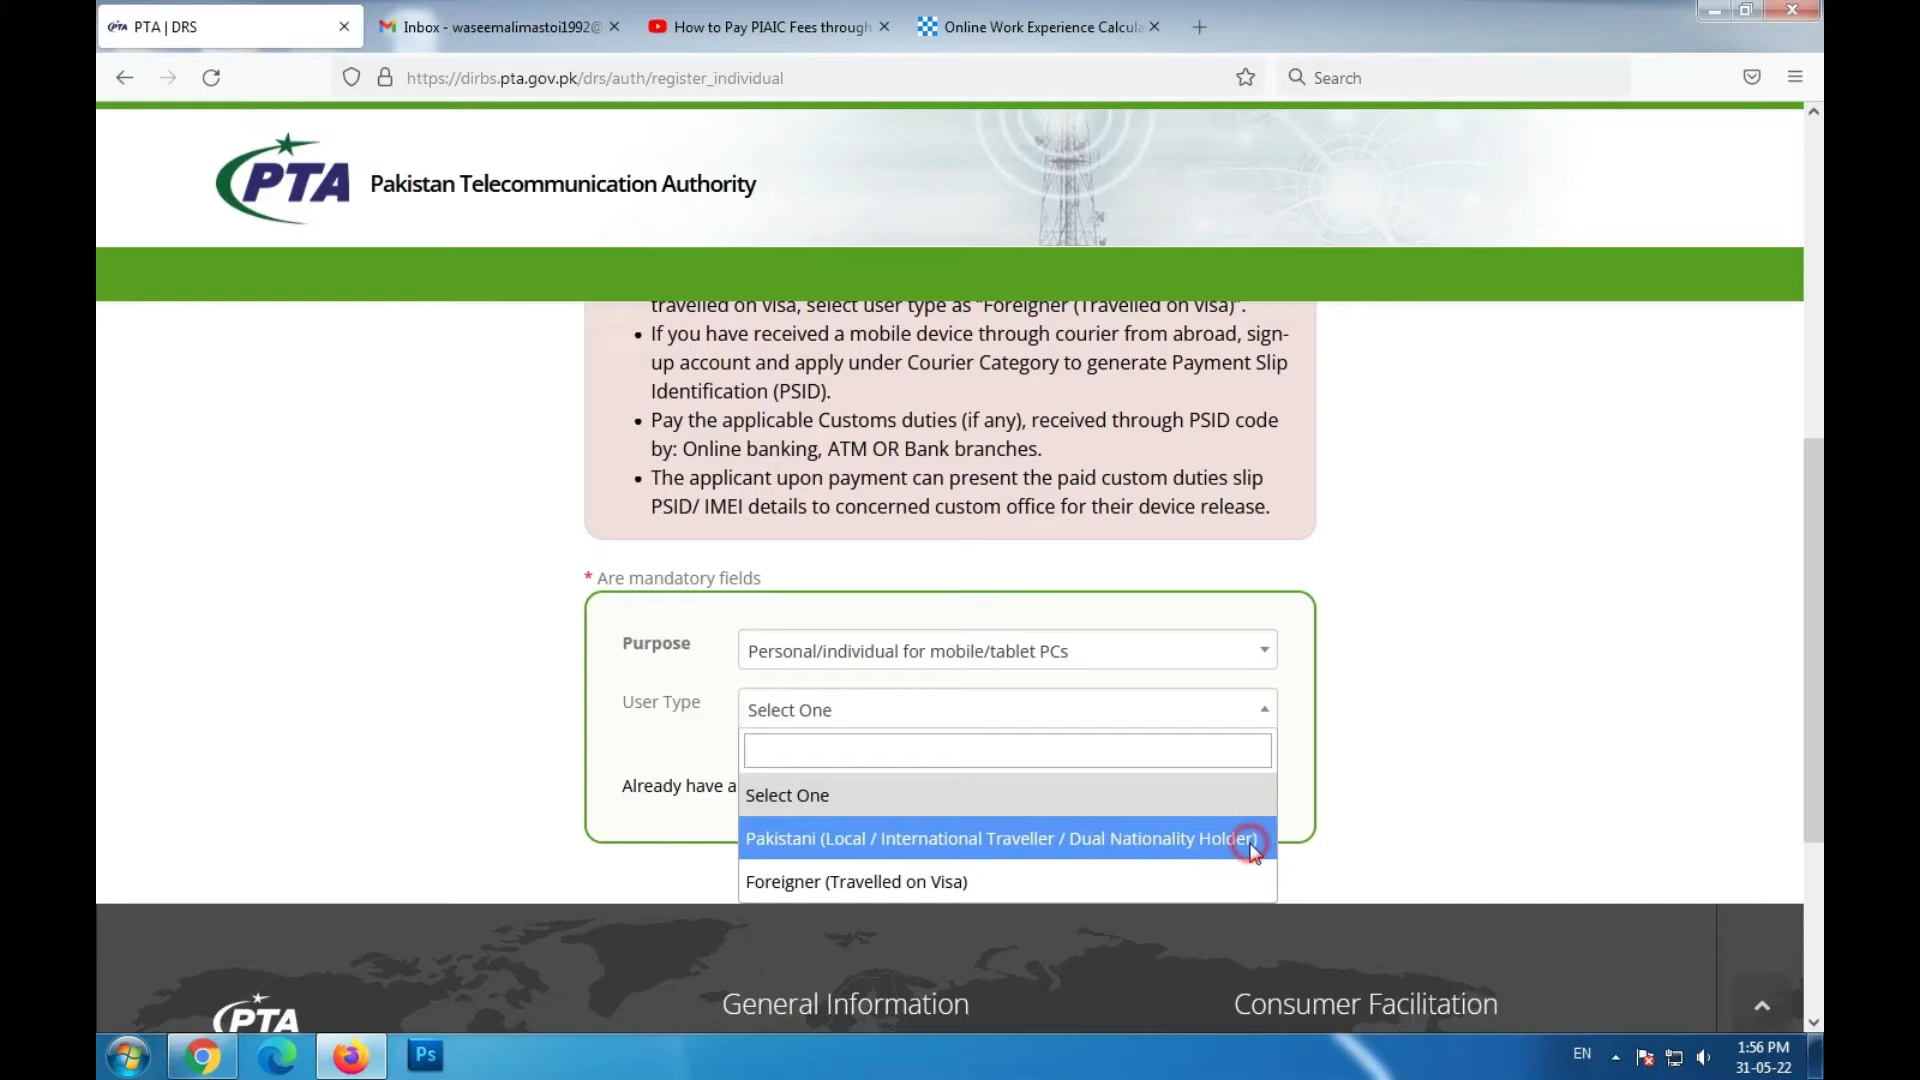 PTA | DRS
Inbox - waseemalimastoi1992@
How to Pay PIAIC Fees through
Online Work Experience Calcula
https://dirbs.pta.gov.pk/drs/auth/register_individual
Search
PTA
Pakistan Telecommunication Authority
travelled on visa, select user type as "Foreigner (Travelled on visa)".
• If you have received a mobile device through courier from abroad, sign-
up account and apply under Courier Category to generate Payment Slip
Identification (PSID).
• Pay the applicable Customs duties (if any), received through PSID code
by: Online banking, ATM OR Bank branches.
• The applicant upon payment can present the paid custom duties slip
PSID/ IMEI details to concerned custom office for their device release.
* Are mandatory fields
Purpose
Personal/individual for mobile/tablet PCs
User Type
Select One
Already have a
Select One
Pakistani (Local / International Traveller / Dual Nationality Holder)
Foreigner (Travelled on Visa)
PTA
General Information
Consumer Facilitation
Ps
EN
1:56 PM
31-05-22